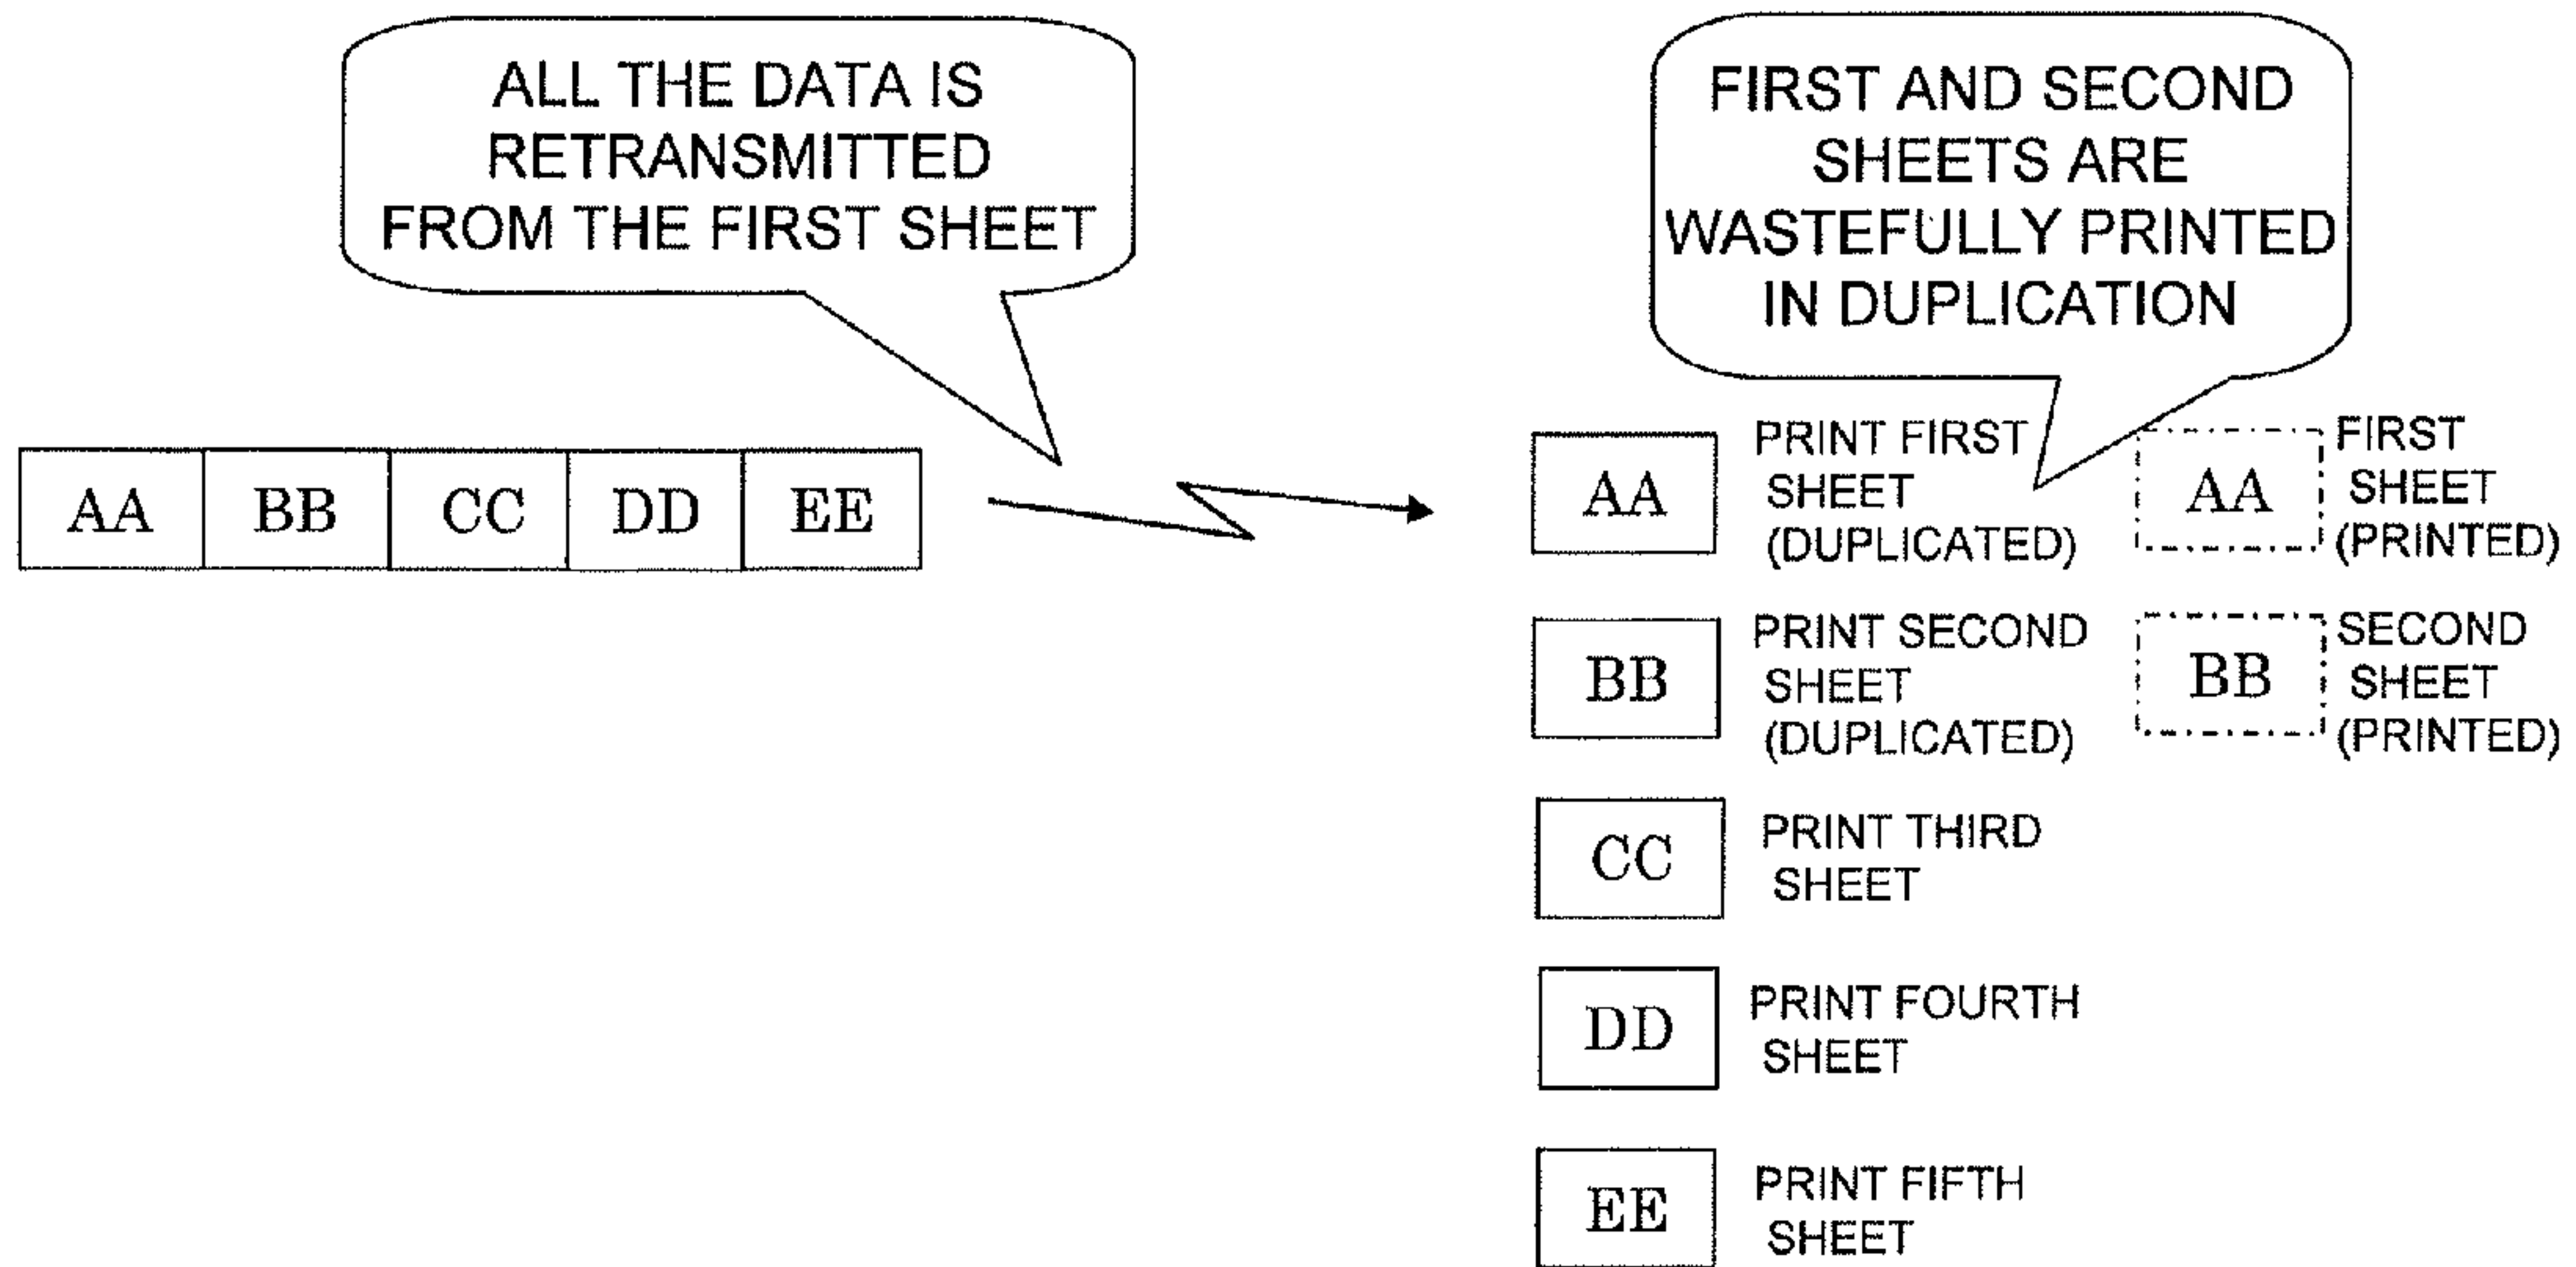 ALL THE DATA IS
RETRANSMITTED
FROM THE FIRST SHEET
FIRST AND SECOND
SHEETS ARE
WASTEFULLY PRINTED
IN DUPLICATION
AA BB CC DD EE
AA
PRINT FIRST
SHEET
(DUPLICATED)
AA
FIRST
SHEET
(PRINTED)
BB
PRINT SECOND
SHEET
(DUPLICATED)
BB
SECOND
SHEET
(PRINTED)
CC
PRINT THIRD
SHEET
DD
PRINT FOURTH
SHEET
EE
PRINT FIFTH
SHEET